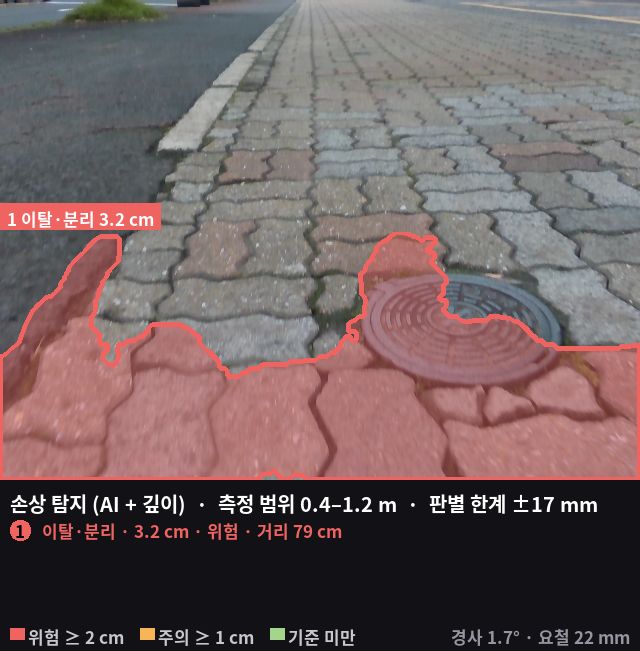 1 이탈·분리 3.2 cm
손상 탐지 (AI + 깊이) · 측정 범위 0.4–1.2 m · 판별 한계 ±17 mm
1 이탈·분리 · 3.2 cm · 위험 · 거리 79 cm
위험 ≥ 2 cm 주의 ≥ 1 cm 기준 미만 경사 1.7° · 요철 22 mm